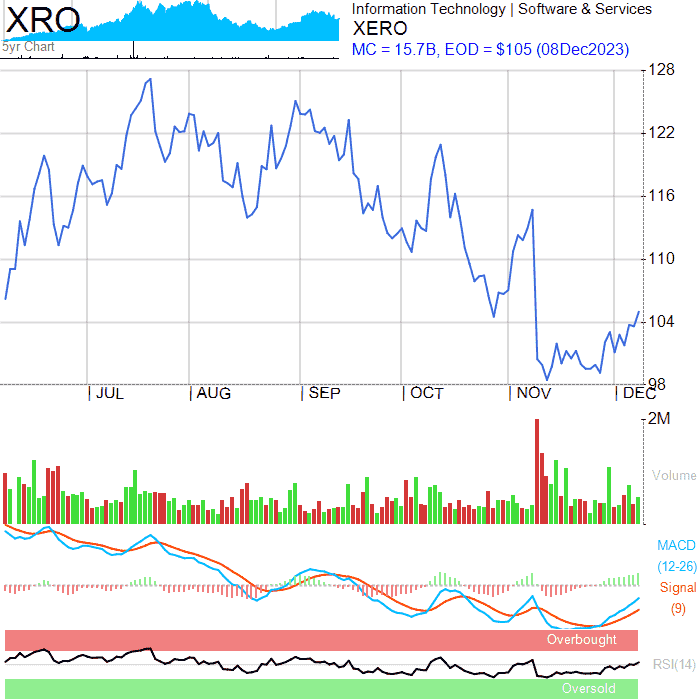 XRO
5yr Chart
Information Technology | Software & Services
XERO
MC = 15.7B, EOD = $105 (08Dec2023)
128
122
116
110
104
98
JUL AUG SEP OCT NOV DEC
2M
Volume
MACD
(12-26)
Signal
(9)
Overbought
RSI(14)
Oversold